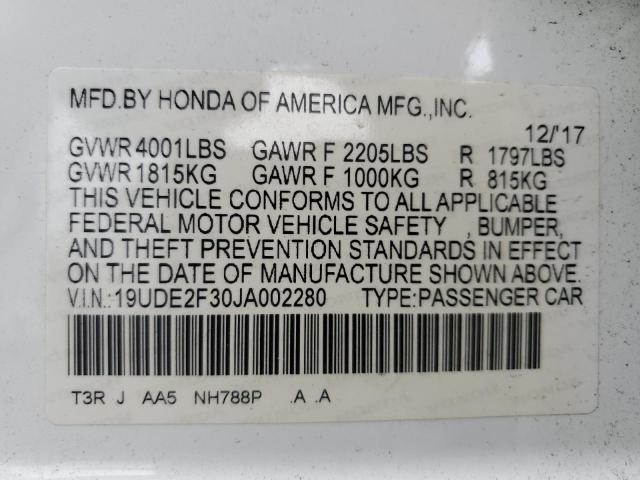 MFD.BY HONDA OF AMERICA MFG.,INC.
12/'17
GVWR 4001LBS GAWR F 2205LBS R 1797LBS
GVWR 1815KG GAWR F 1000KG R 815KG
THIS VEHICLE CONFORMS TO ALL APPLICABLE
FEDERAL MOTOR VEHICLE SAFETY , BUMPER,
AND THEFT PREVENTION STANDARDS IN EFFECT
ON THE DATE OF MANUFACTURE SHOWN ABOVE.
V.I.N.:19UDE2F30JA002280 TYPE:PASSENGER CAR
T3R J AA5 NH788P .A .A